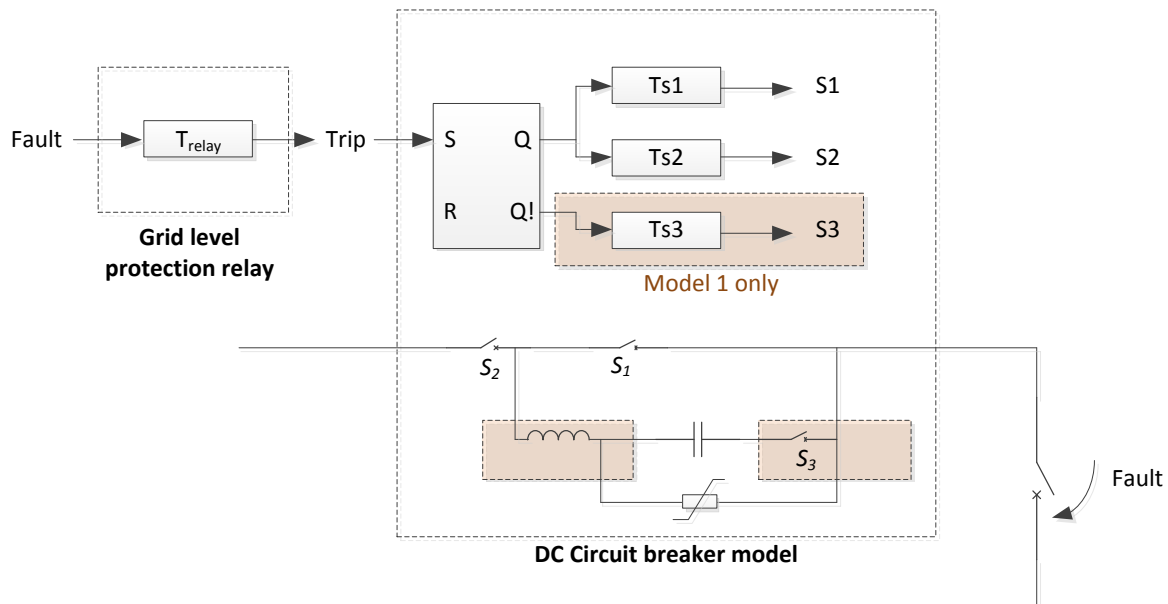 Ts1
S1
Fault
T relay
Trip
S
Q
Ts2
S2
R
Q!
Ts3
S3
Grid level
protection relay
Model 1 only
S2
S1
S3
Fault
DC Circuit breaker model